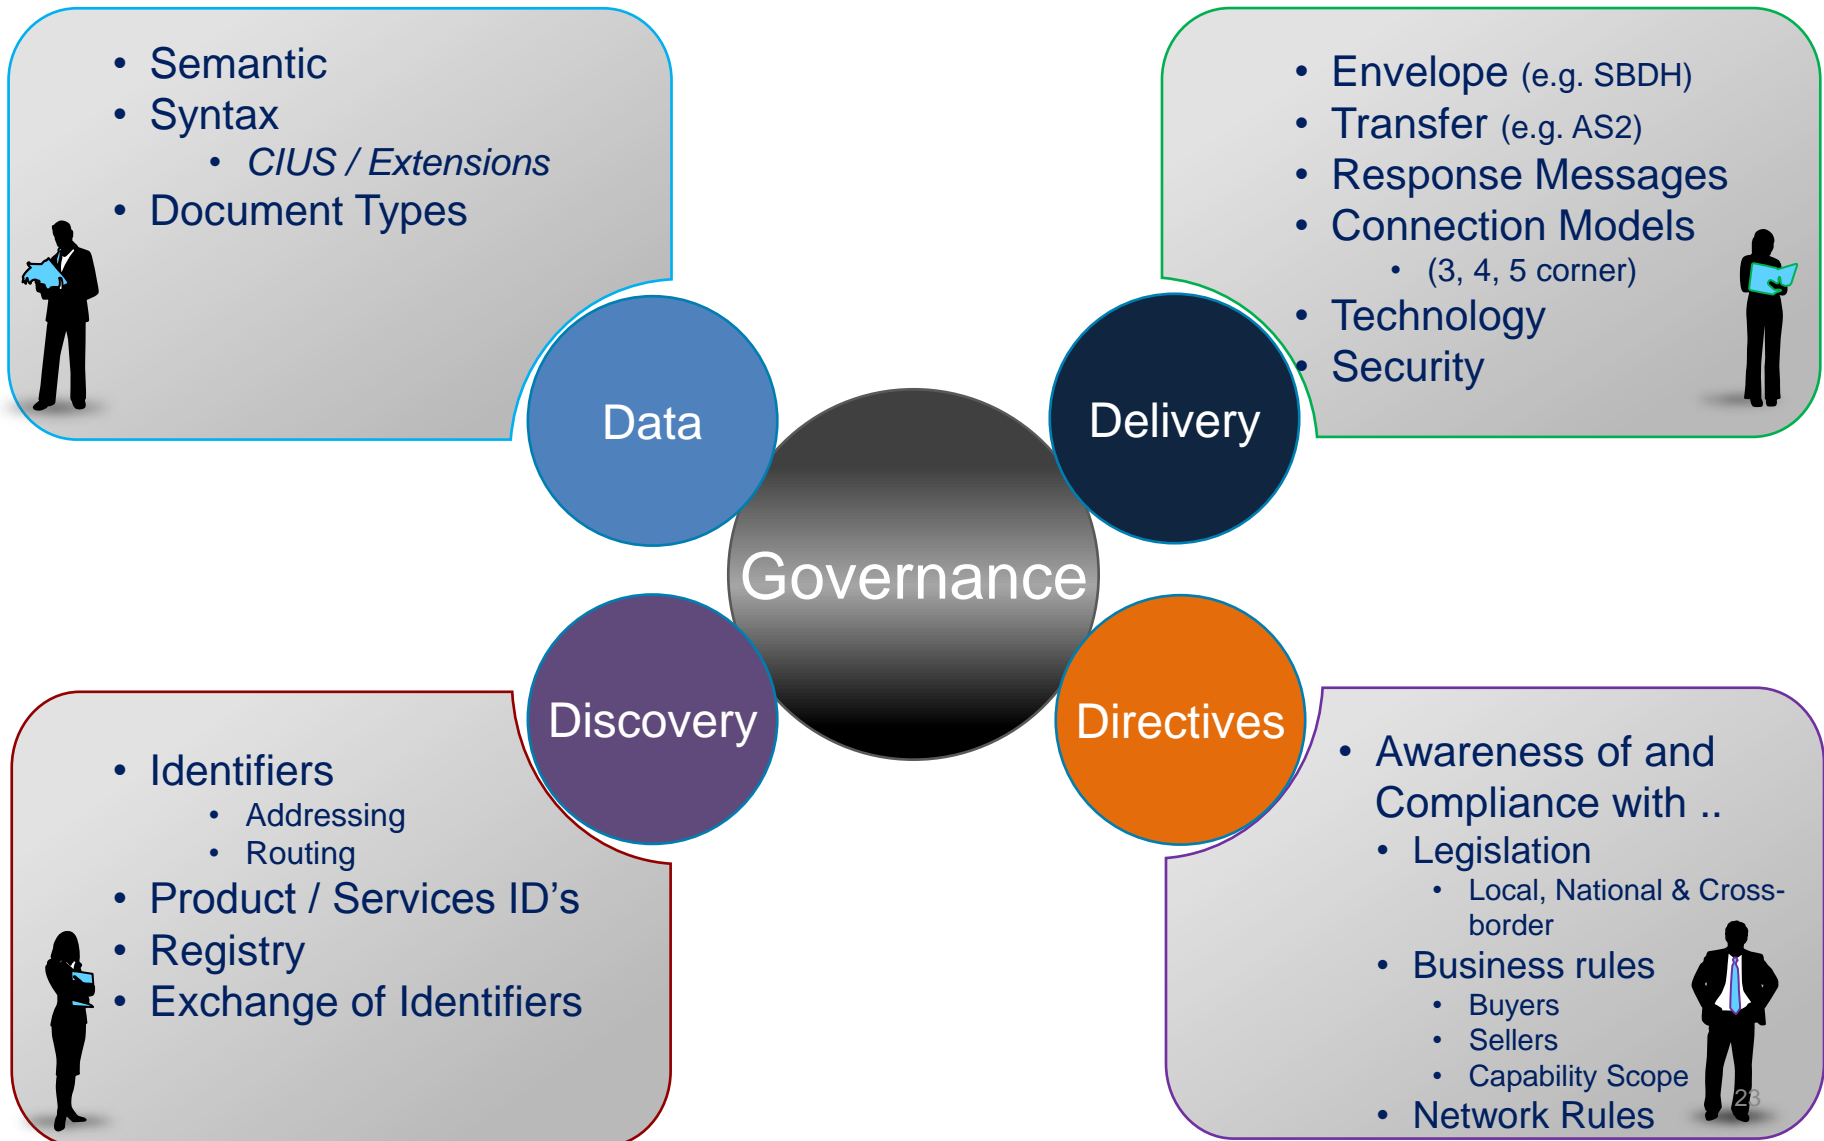 • Semantic
• Syntax
• CIUS / Extensions
• Document Types
• Envelope (e.g. SBDH)
• Transfer (e.g. AS2)
• Response Messages
• Connection Models
• (3, 4, 5 corner)
• Technology
• Security
Data
Delivery
Governance
Discovery
Directives
• Identifiers
• Addressing
• Routing
• Product / Services ID’s
• Registry
• Exchange of Identifiers
• Awareness of and
Compliance with ..
• Legislation
• Local, National & Cross-
border
• Business rules
• Buyers
• Sellers
• Capability Scope
• Network Rules
23